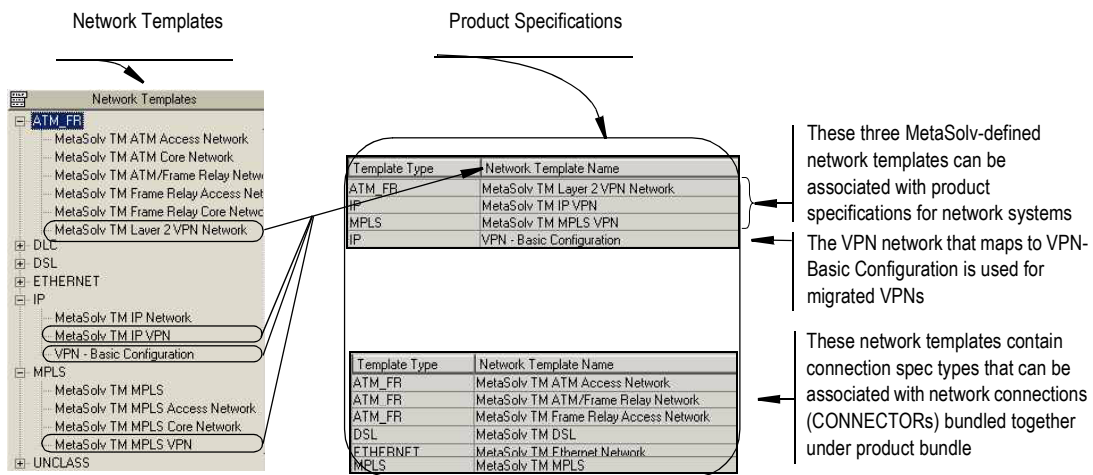 Network Templates
Product Specifications
Network Templates
ATM_FR
MetaSolv TM ATM Access Network
MetaSolv TM ATM Core Network
MetaSolv TM ATM/Frame Relay Netw
MetaSolv TM Frame Relay Access Net
MetaSolv TM Frame Relay Core Netwo
MetaSolv TM Layer 2 VPN Network
DLC
DSL
ETHERNET
IP
MetaSolv TM IP Network
MetaSolv TM IP VPN
VPN - Basic Configuration
MPLS
MetaSolv TM MPLS
MetaSolv TM MPLS Access Network
MetaSolv TM MPLS Core Network
MetaSolv TM MPLS VPN
UNCLASS
Template Type Network Template Name
ATM_FR MetaSolv TM Layer 2 VPN Network
IP MetaSolv TM IP VPN
MPLS MetaSolv TM MPLS VPN
IP VPN - Basic Configuration
Template Type Network Template Name
ATM_FR MetaSolv TM ATM Access Network
ATM_FR MetaSolv TM ATM/Frame Relay Network
ATM_FR MetaSolv TM Frame Relay Access Network
DSL MetaSolv TM DSL
ETHERNET MetaSolv TM Ethernet Network
MPLS MetaSolv TM MPLS
These three MetaSolv-defined
network templates can be
associated with product
specifications for network systems
The VPN network that maps to VPN-
Basic Configuration is used for
migrated VPNs
These network templates contain
connection spec types that can be
associated with network connections
(CONNECTORs) bundled together
under product bundle